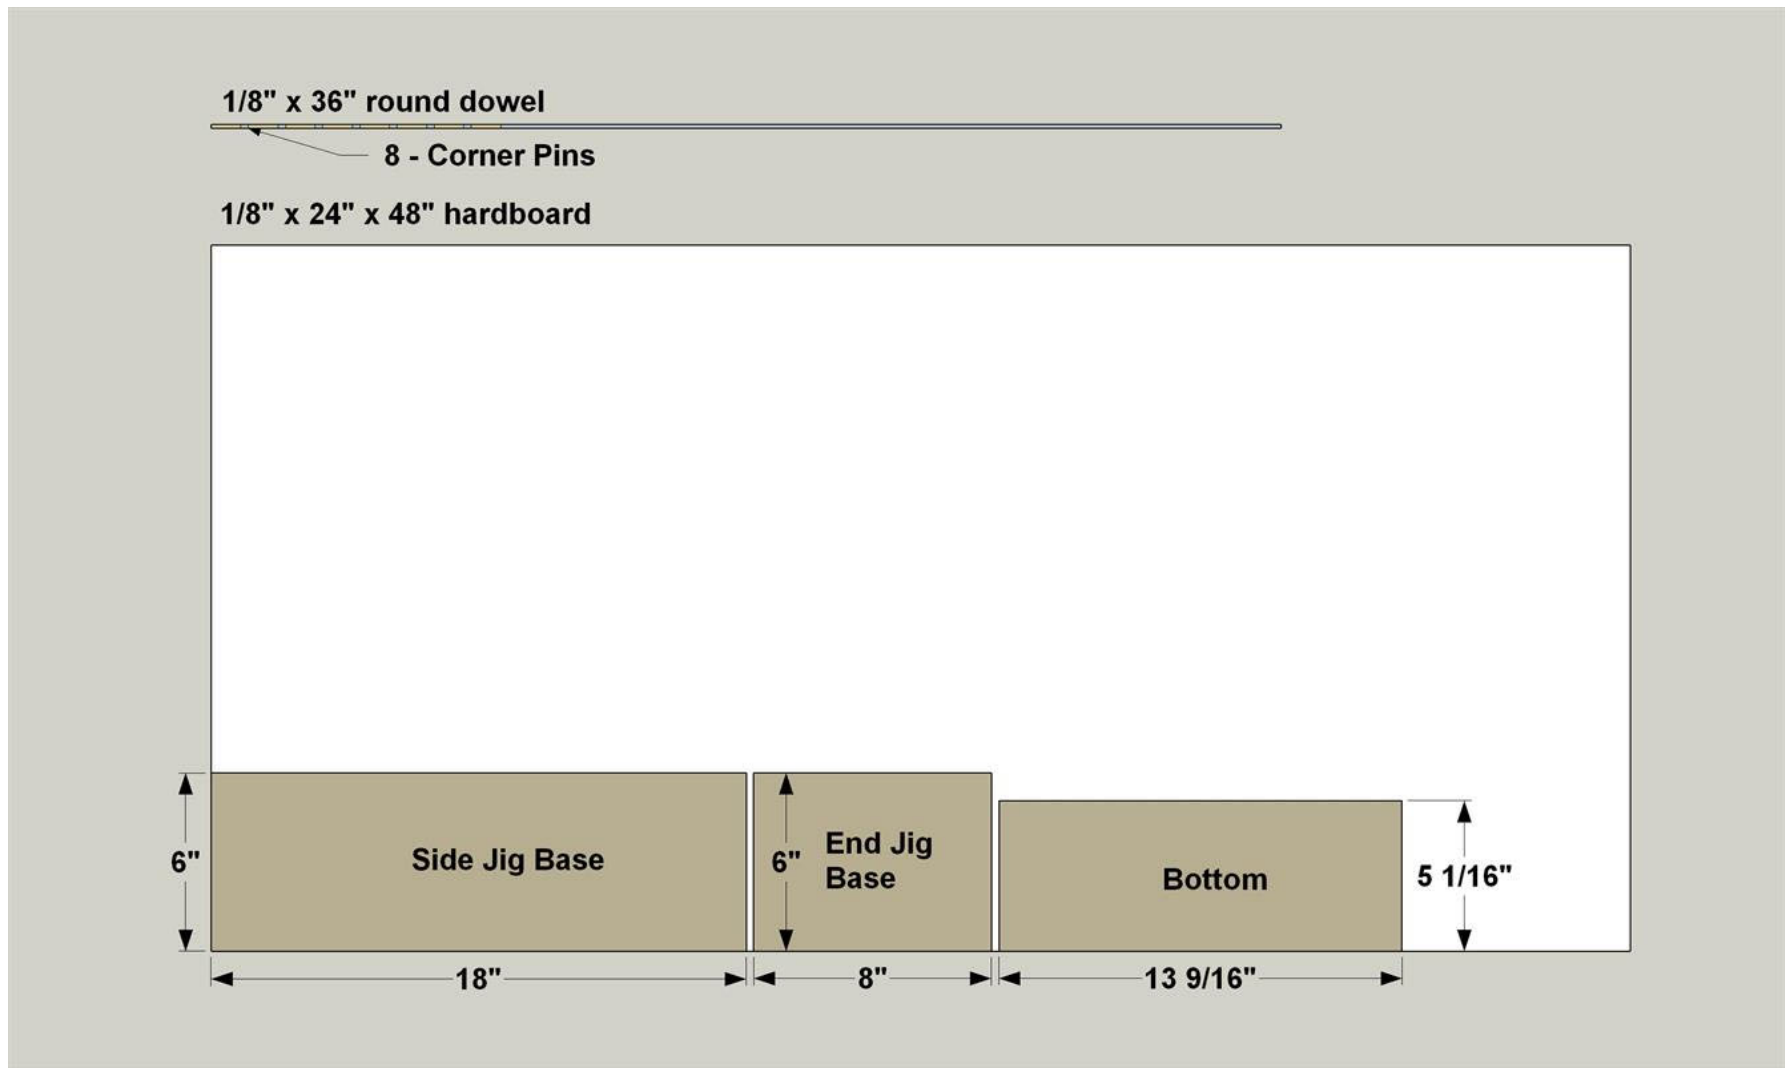 1/8" x 36" round dowel
8 - Corner Pins
1/8" x 24" x 48" hardboard
6"
Side Jig Base
6"
End Jig
Base
Bottom
5 1/16"
18"
8"
13 9/16"